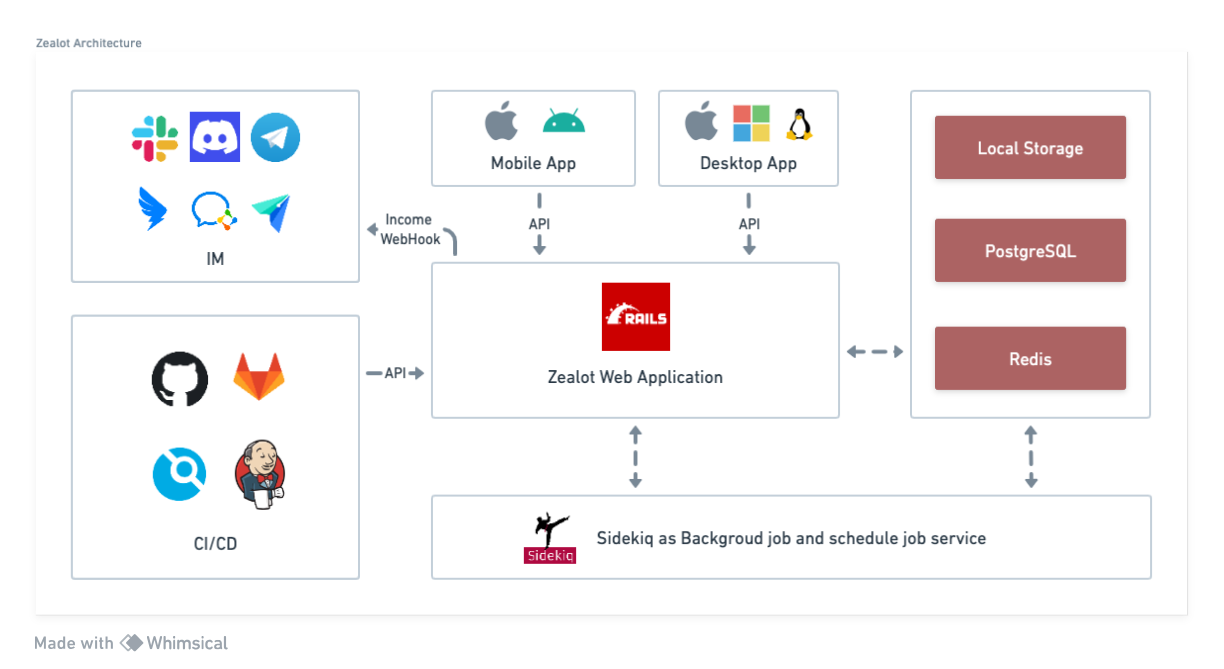 Zealot Architecture
IM
Mobile App
Desktop App
Local Storage
PostgreSQL
Redis
Income
WebHook
API
API
RAILS
Zealot Web Application
API
CI/CD
Sidekiq
Sidekiq as Backgroud job and schedule job service
Made with Whimsical